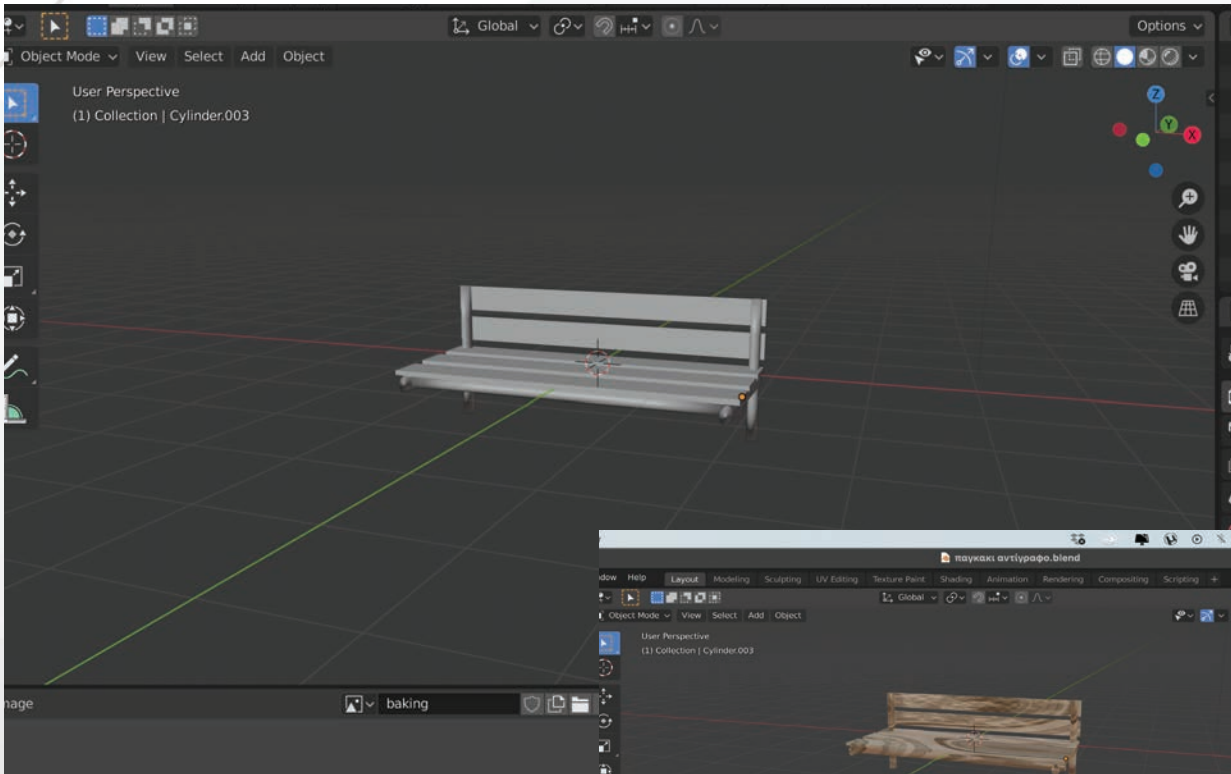 Global
Options
Object Mode View Select Add Object
User Perspective
(1) Collection | Cylinder.003
Z
Y
X
baking
παγκακι αντίγραφο.blend
Help Layout Modeling Sculpting UV Editing Texture Paint Shading Animation Rendering Compositing Scripting +
Global
Object Mode View Select Add Object
User Perspective
(1) Collection | Cylinder.003